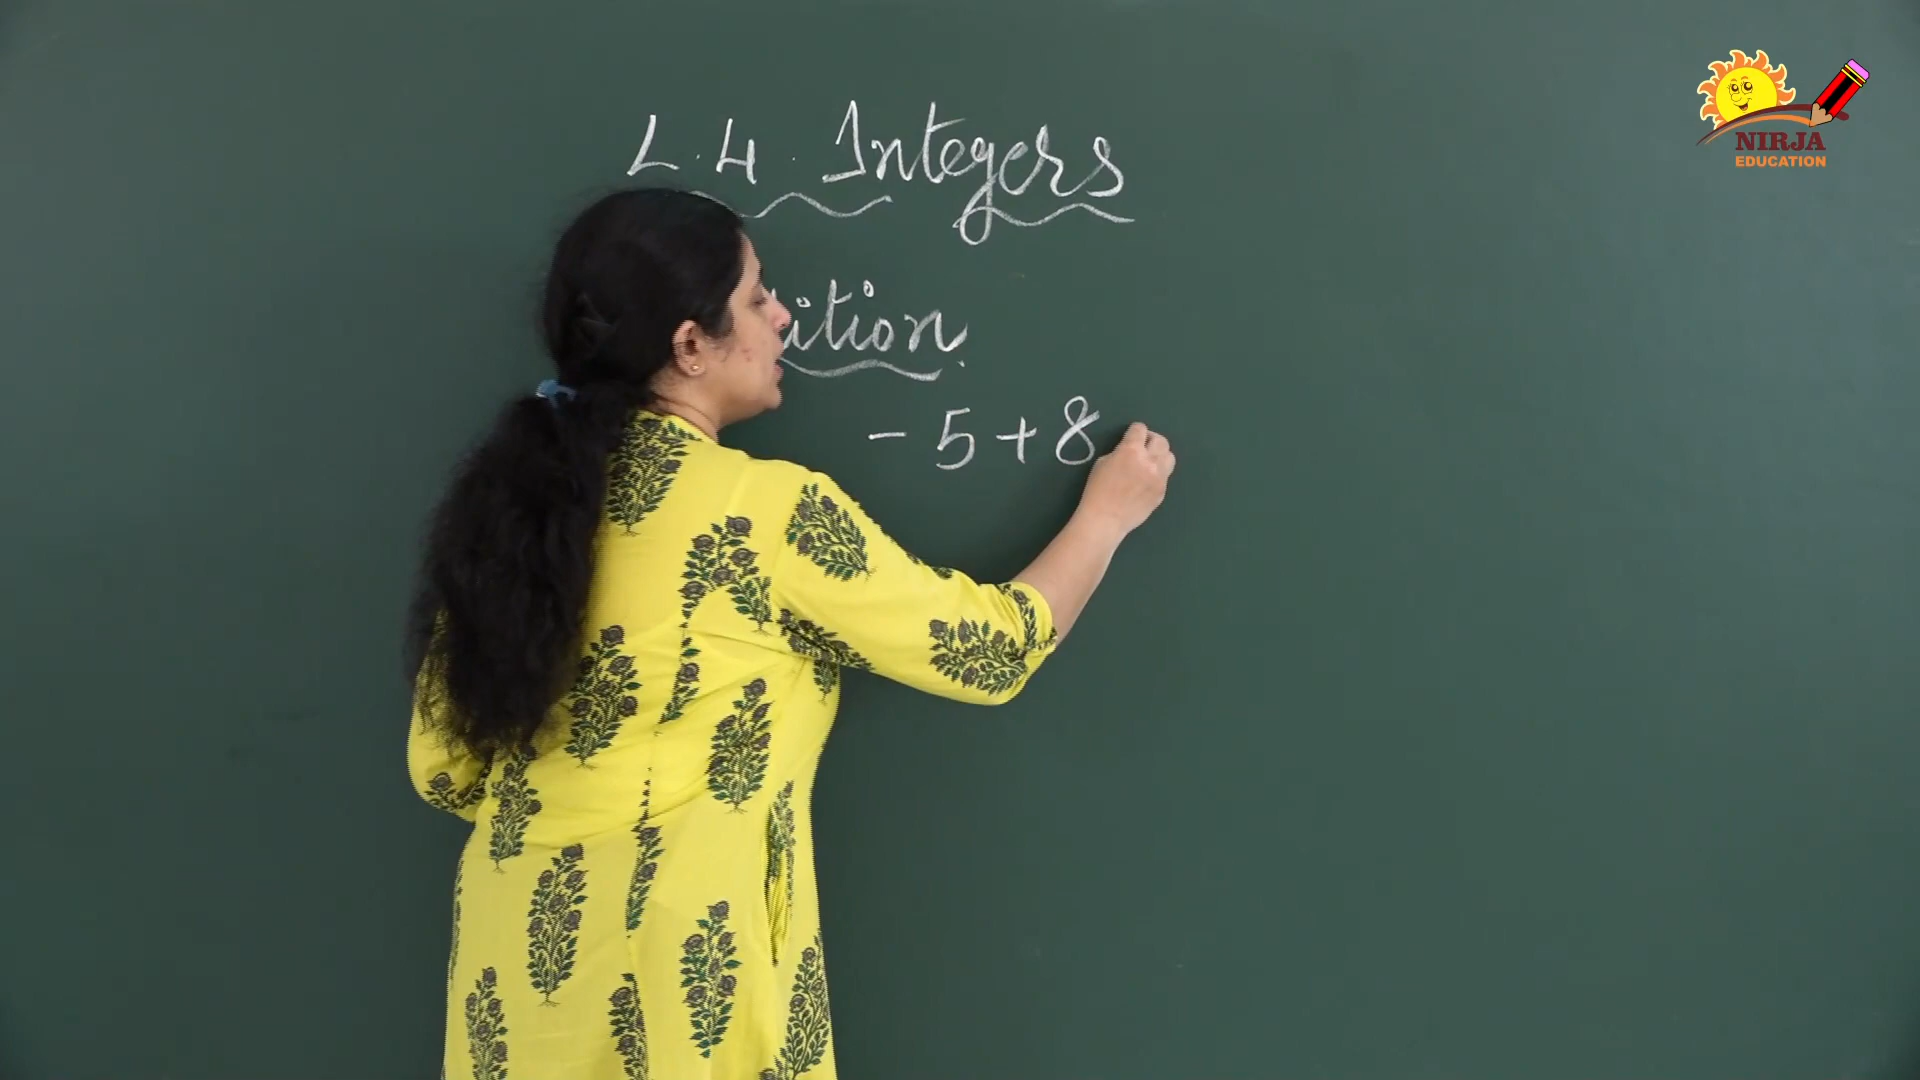 L.4. Integers
ition
- 5 + 8
NIRJA
EDUCATION